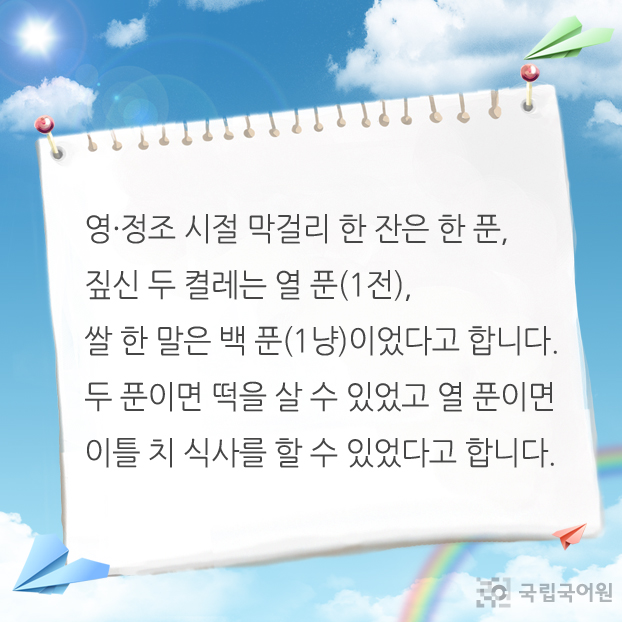 영·정조 시절 막걸리 한 잔은 한 푼,
짚신 두 켤레는 열 푼(1전),
쌀 한 말은 백 푼(1냥)이었다고 합니다.
두 푼이면 떡을 살 수 있었고 열 푼이면
이틀 치 식사를 할 수 있었다고 합니다.
국립국어원